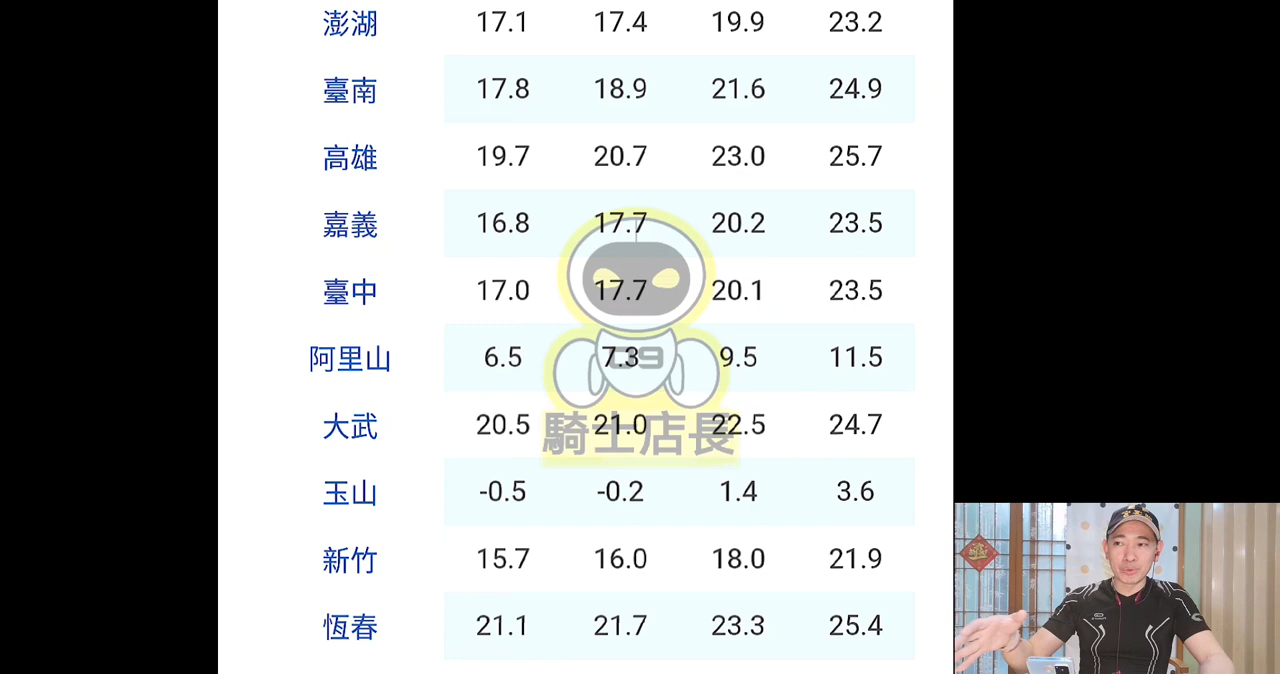 澎湖 17.1 17.4 19.9 23.2
臺南 17.8 18.9 21.6 24.9
高雄 19.7 20.7 23.0 25.7
嘉義 16.8 17.7 20.2 23.5
臺中 17.0 17.7 20.1 23.5
阿里山 6.5 7.3 9.5 11.5
09
大武 20.5 21.0 22.5 24.7
騎士店長
玉山 -0.5 -0.2 1.4 3.6
新竹 15.7 16.0 18.0 21.9
恆春 21.1 21.7 23.3 25.4